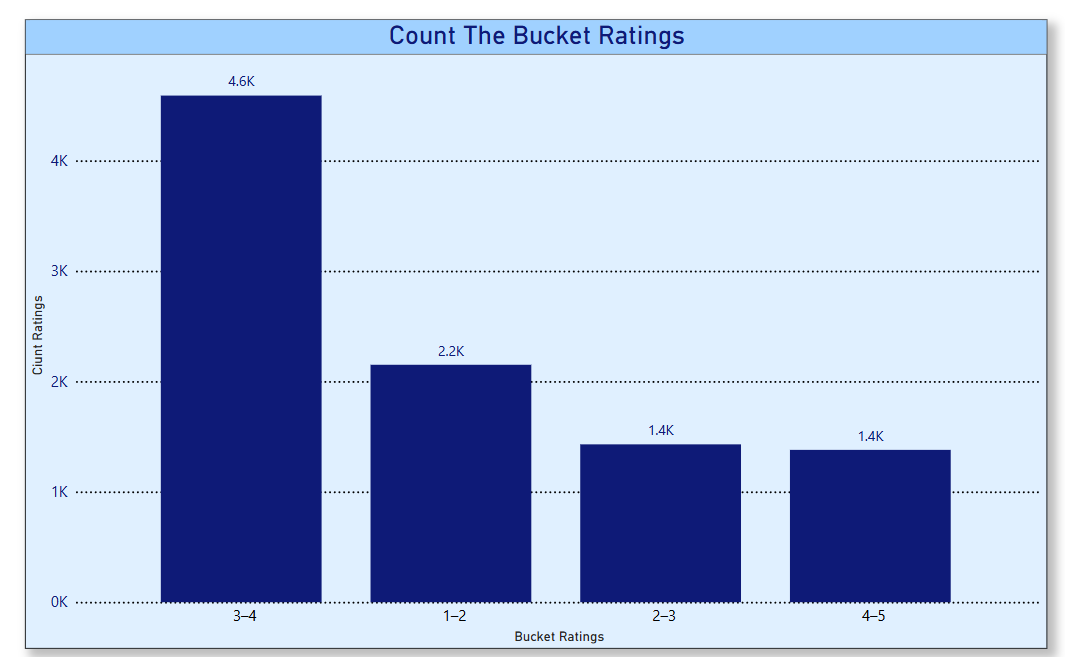 Count The Bucket Ratings
4.6K
4K
3K
Ciunt Ratings
2.2K
2K
1.4K
1.4K
1K
0K
3–4
1–2
2–3
4–5
Bucket Ratings